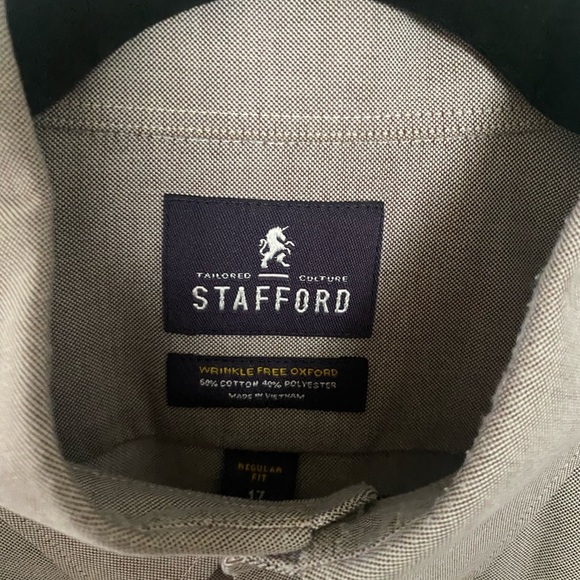 TAILORED CULTURE
STAFFORD
WRINKLE FREE OXFORD
60% COTTON 40% POLYESTER
MADE IN VIETNAM
REGULAR
FIT
17